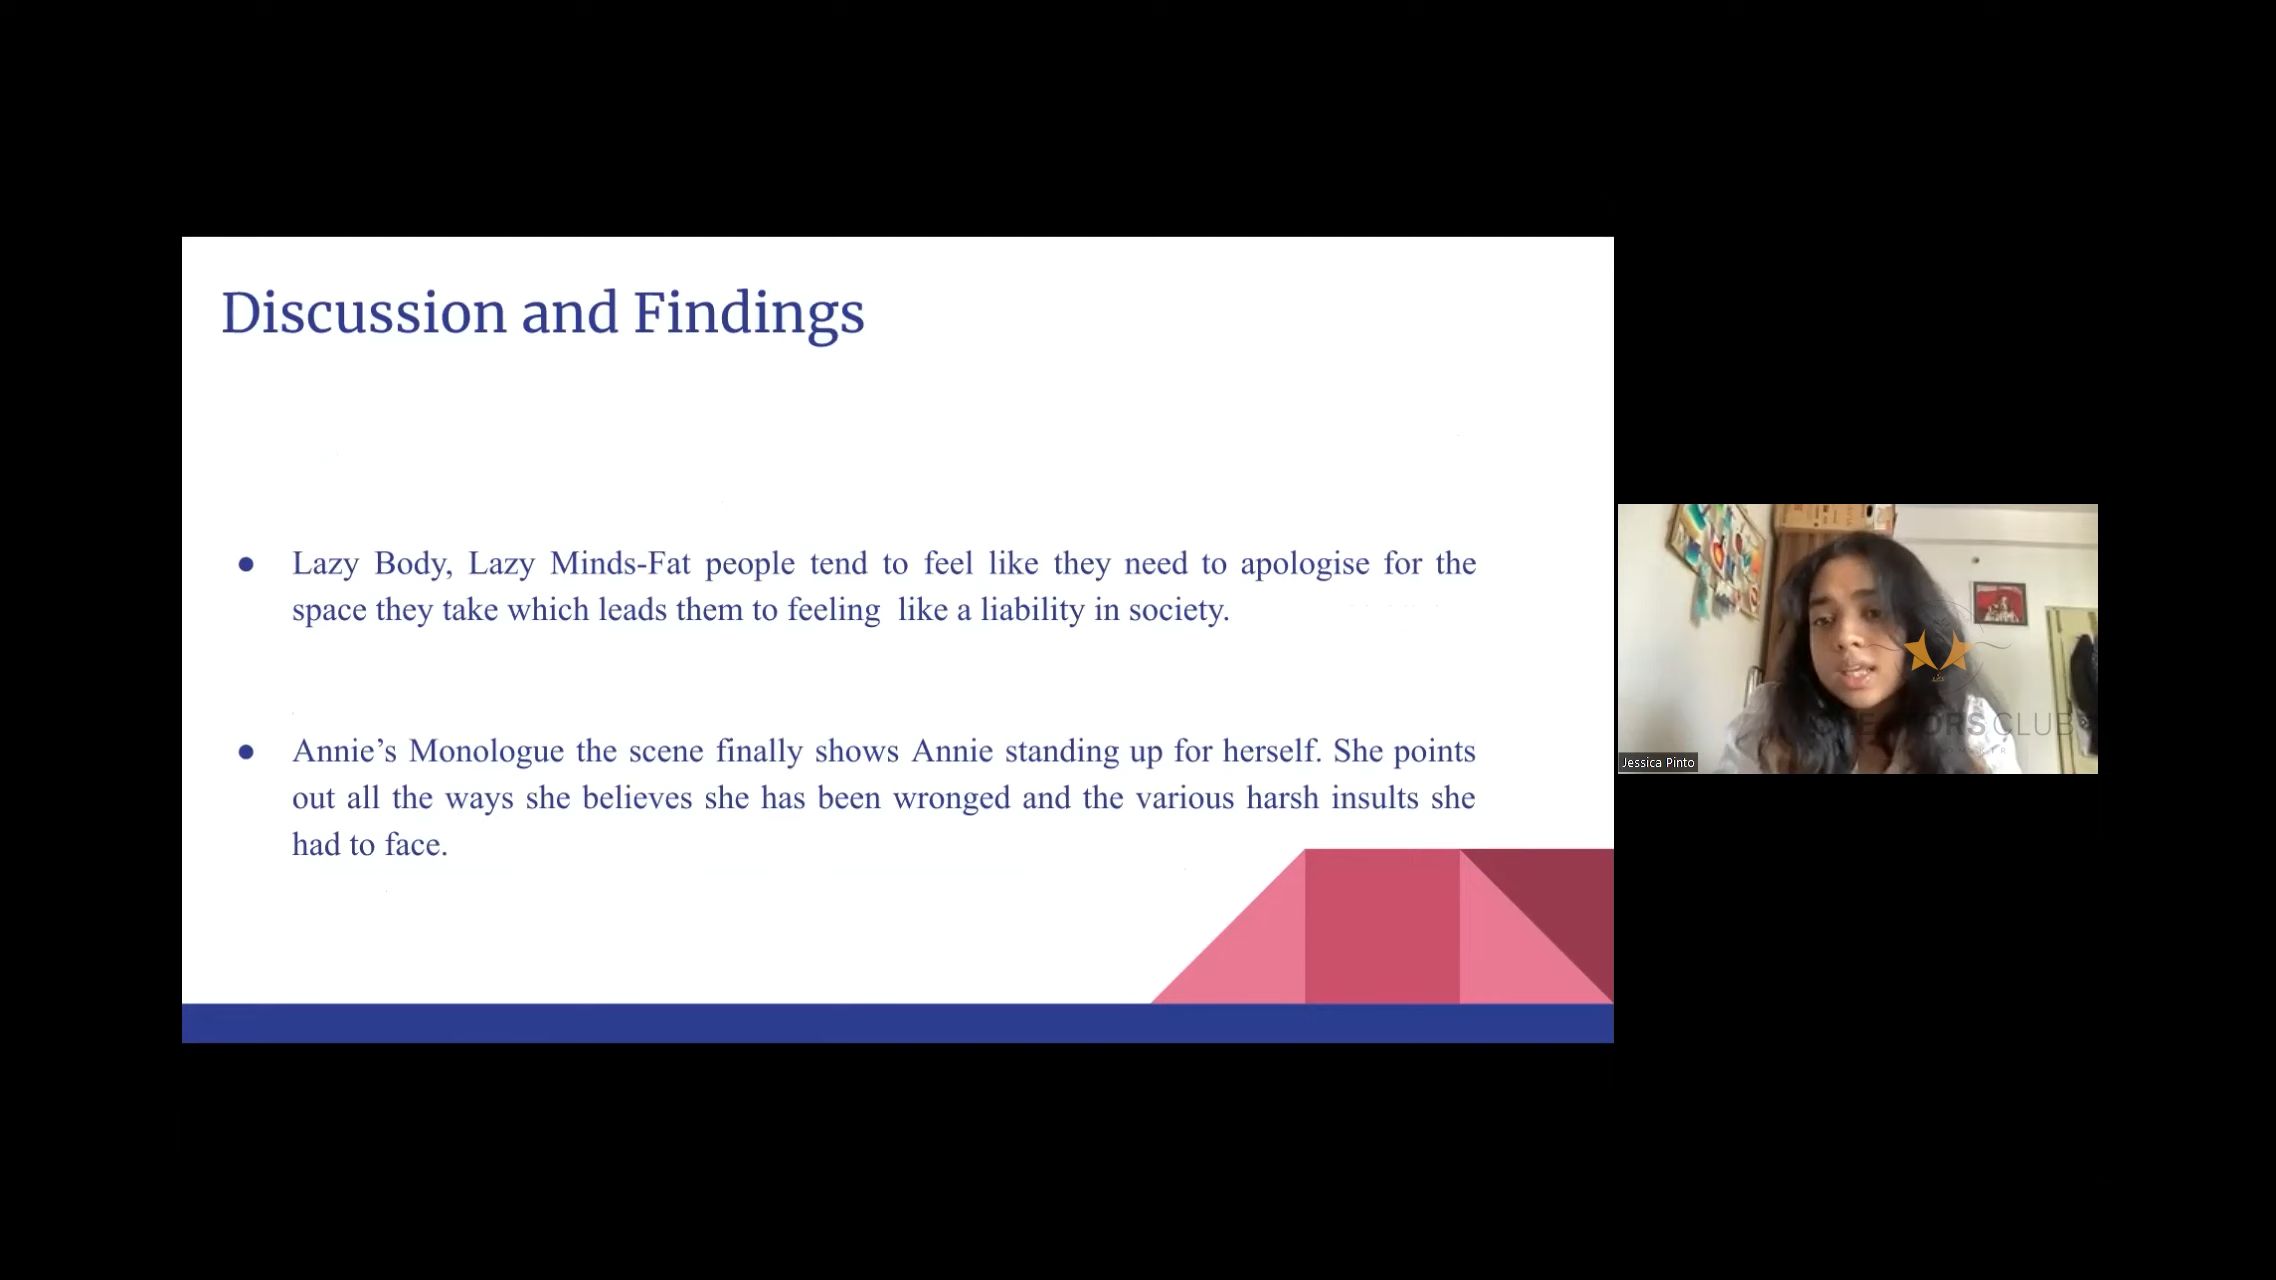 Discussion and Findings
● Lazy Body, Lazy Minds-Fat people tend to feel like they need to apologise for the
space they take which leads them to feeling  like a liability in society.
● Annie’s Monologue the scene finally shows Annie standing up for herself. She points
out all the ways she believes she has been wronged and the various harsh insults she
had to face.
CLUB
Jessica Pinto